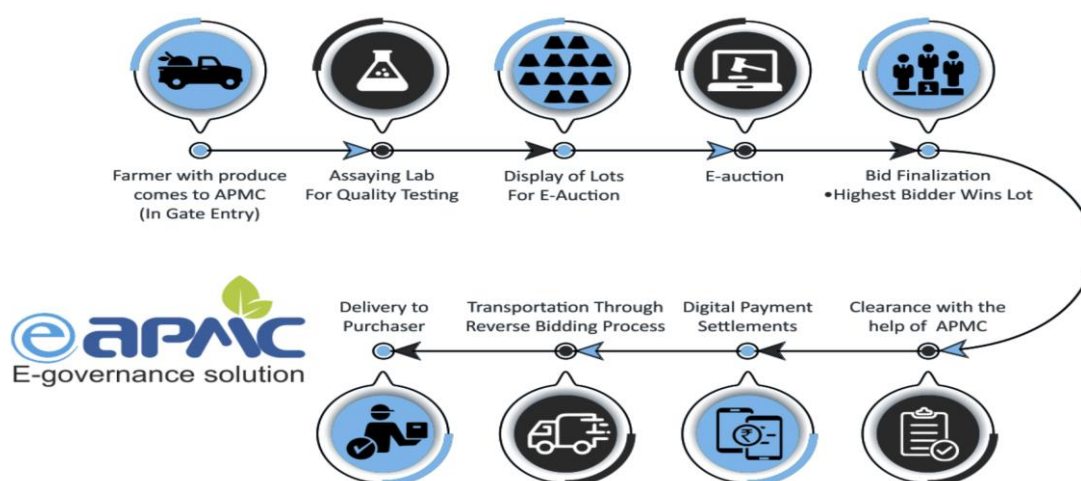 Farmer with produce
comes to APMC
(In Gate Entry)
Assaying Lab
For Quality Testing
Display of Lots
For E-Auction
E-auction
1
Bid Finalization
•Highest Bidder Wins Lot
Clearance with the
help of APMC
Digital Payment
Settlements
₹
Transportation Through
Reverse Bidding Process
Delivery to
Purchaser
eAPMC
E-governance solution